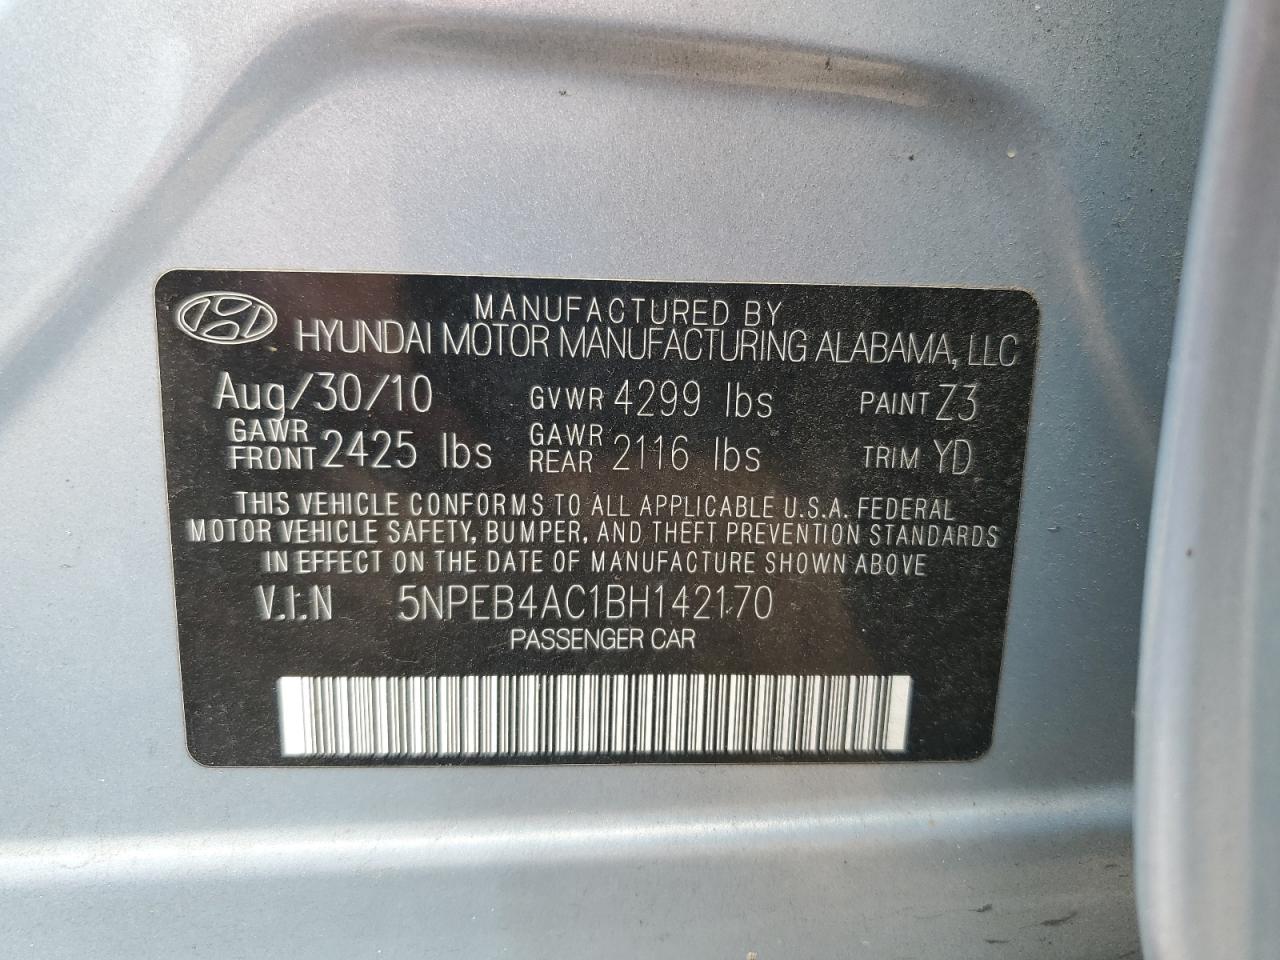 MANUFACTURED BY
HYUNDAI MOTOR MANUFACTURING ALABAMA, LLC
Aug/30/10 GVWR 4299 lbs PAINT Z3
GAWR FRONT 2425 lbs GAWR REAR 2116 lbs TRIM YD
THIS VEHICLE CONFORMS TO ALL APPLICABLE U.S.A. FEDERAL
MOTOR VEHICLE SAFETY, BUMPER, AND THEFT PREVENTION STANDARDS
IN EFFECT ON THE DATE OF MANUFACTURE SHOWN ABOVE
V.I.N 5NPEB4AC1BH142170
PASSENGER CAR